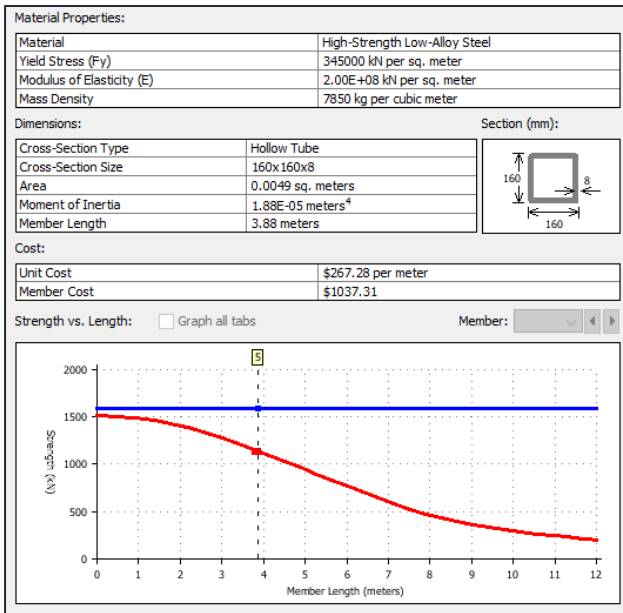 Material Properties:
Material High-Strength Low-Alloy Steel
Yield Stress (Fy) 345000 kN per sq. meter
Modulus of Elasticity (E) 2.00E+08 kN per sq. meter
Mass Density 7850 kg per cubic meter
Dimensions: Section (mm):
Cross-Section Type Hollow Tube
Cross-Section Size 160x160x8
Area 0.0049 sq. meters
Moment of Inertia 1.88E-05 meters⁴
Member Length 3.88 meters
160
8
160
Cost:
Unit Cost $267.28 per meter
Member Cost $1037.31
Strength vs. Length: Graph all tabs Member:
5
2000
1500
1000
500
0
Strength (kN)
0 1 2 3 4 5 6 7 8 9 10 11 12
Member Length (meters)